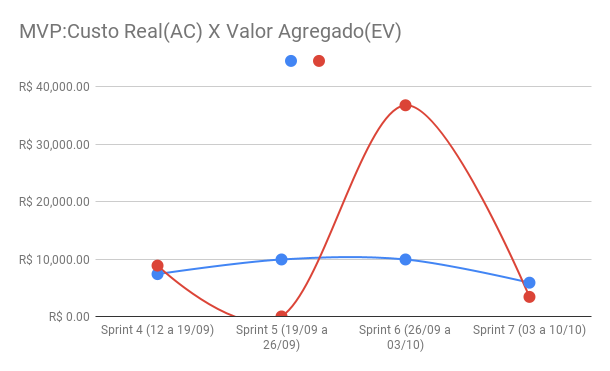 MVP:Custo Real(AC) X Valor Agregado(EV)
R$ 40,000.00
R$ 30,000.00
R$ 20,000.00
R$ 10,000.00
R$ 0.00
Sprint 4 (12 a 19/09)
Sprint 5 (19/09 a
26/09)
Sprint 6 (26/09 a
03/10)
Sprint 7 (03 a 10/10)